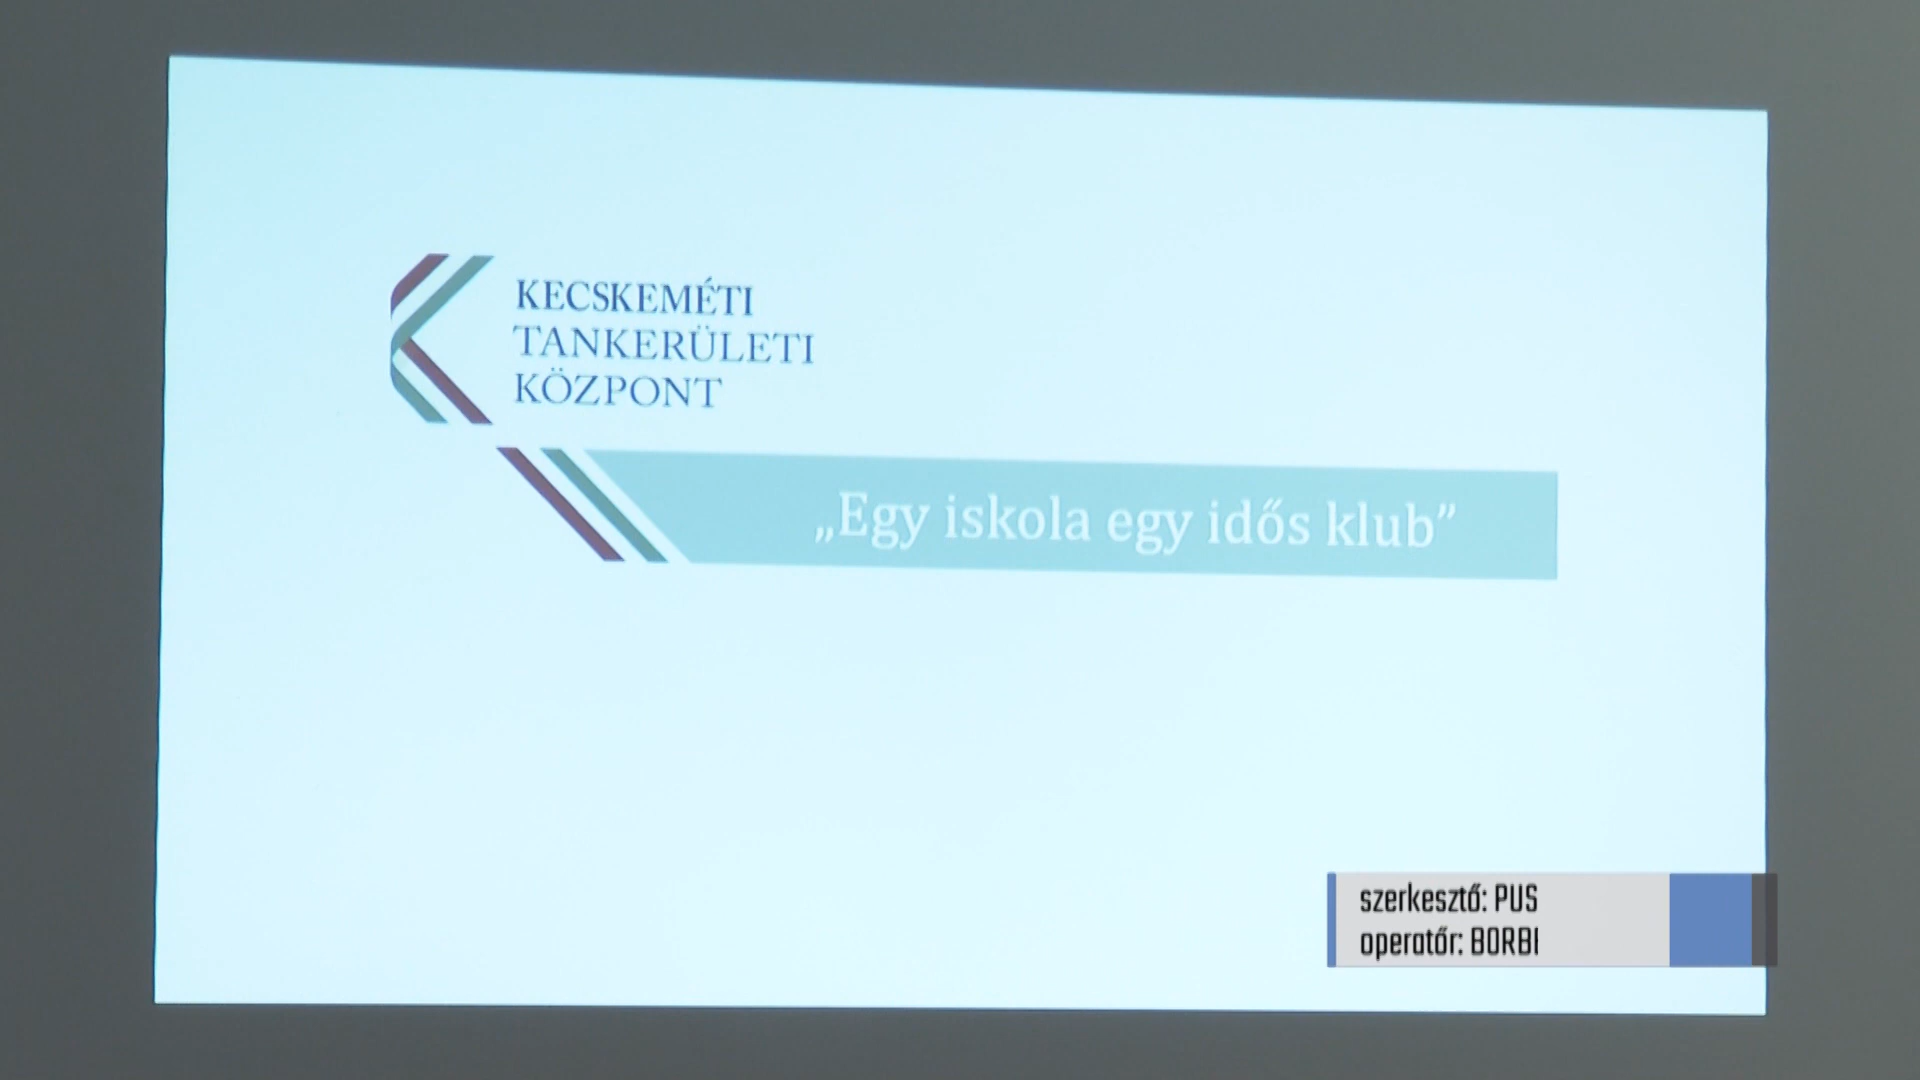 KECSKEMÉTI
TANKERÜLETI
KÖZPONT
„Egy iskola egy idős klub”
szerkesztő: PUS
operatőr: BORBI